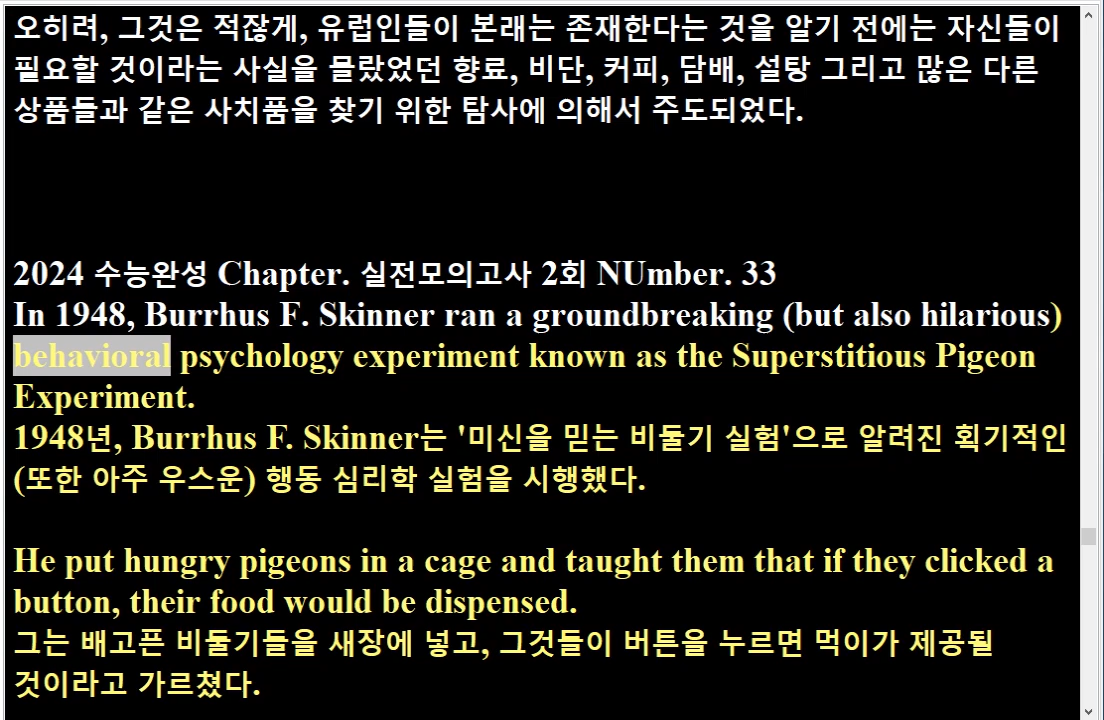 오히려, 그것은 적잖게, 유럽인들이 본래는 존재한다는 것을 알기 전에는 자신들이
필요할 것이라는 사실을 믈랐었던 향료, 비단, 커피, 담배, 설탕 그리고 많은 다른
상품들과 같은 사치품을 찾기 위한 탐사에 의해서 주도되었다.
2024 수능완성 Chapter. 실전모의고사 2회 NUmber. 33
In 1948, Burrhus F. Skinner ran a groundbreaking (but also hilarious)
behavioral psychology experiment known as the Superstitious Pigeon
Experiment.
1948년, Burrhus F. Skinner는 '미신을 믿는 비둘기 실험'으로 알려진 획기적인
(또한 아주 우스운) 행동 심리학 실험을 시행했다.
He put hungry pigeons in a cage and taught them that if they clicked a
button, their food would be dispensed.
그는 배고픈 비둘기들을 새장에 넣고, 그것들이 버튼을 누르면 먹이가 제공될
것이라고 가르쳤다.